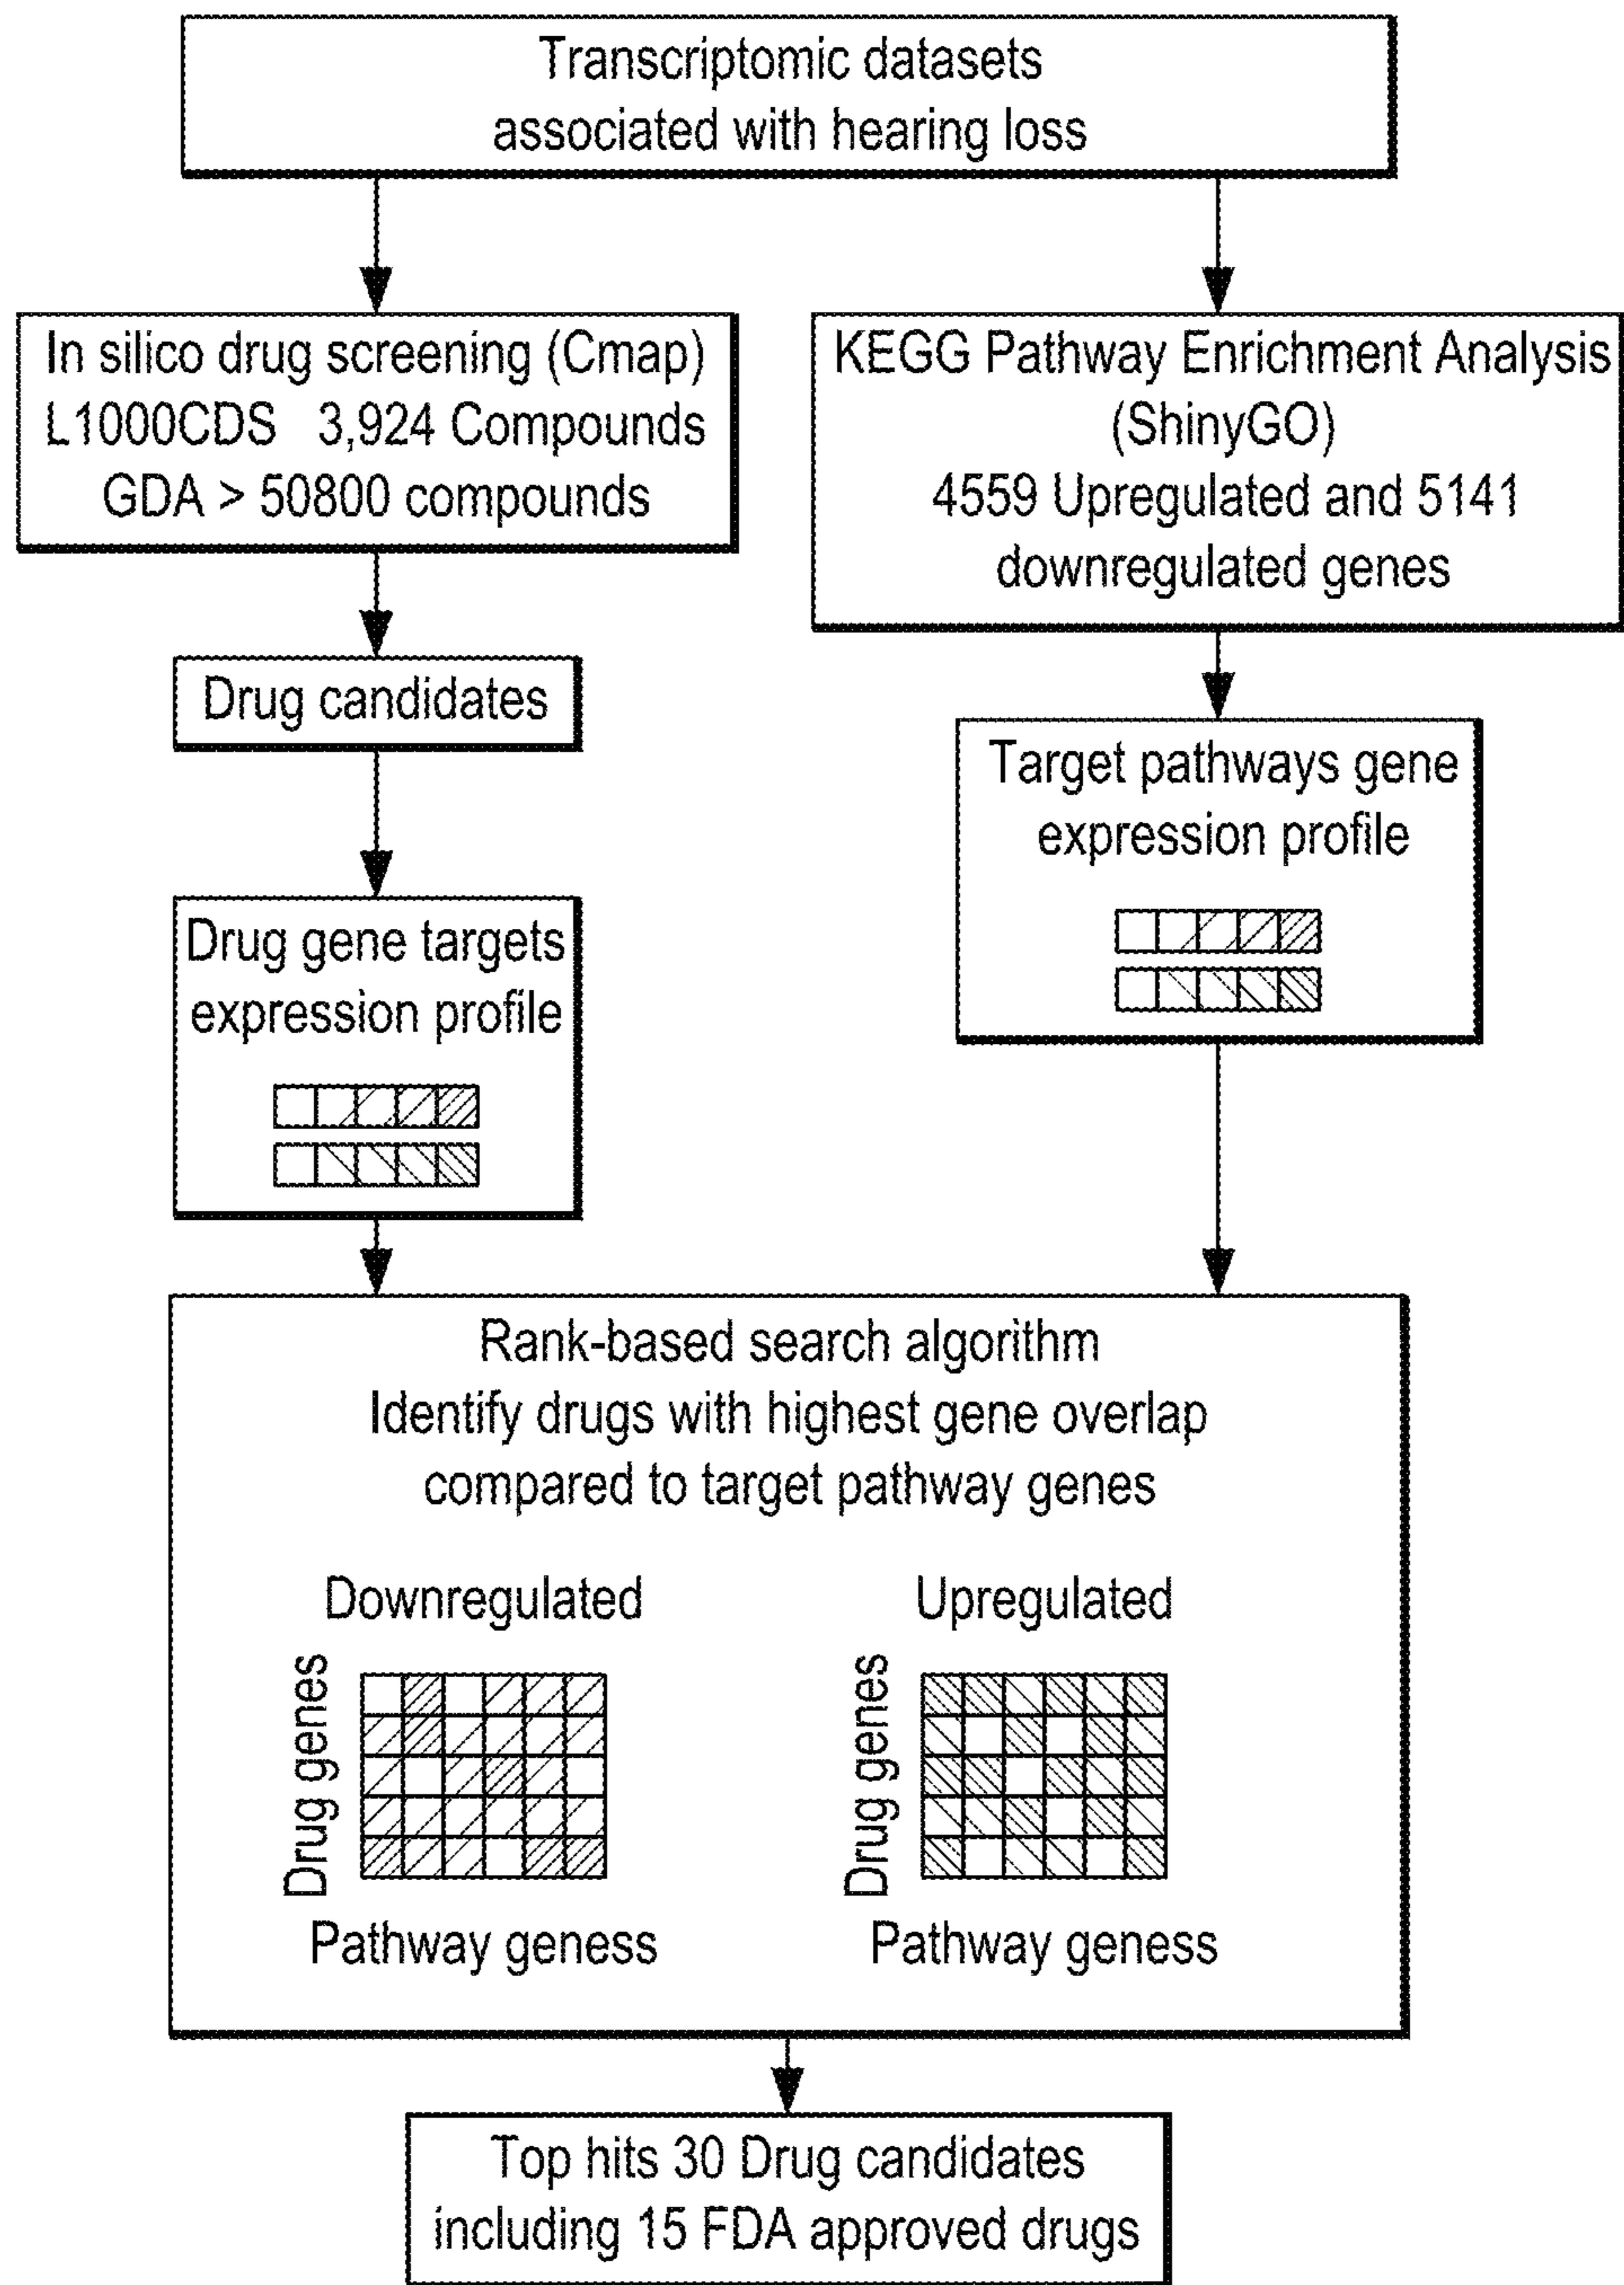 Transcriptomic datasets
associated with hearing loss
In silico drug screening (Cmap)
L1000CDS 3,924 Compounds
GDA > 50800 compounds
KEGG Pathway Enrichment Analysis
(ShinyGO)
4559 Upregulated and 5141
downregulated genes
Drug candidates
Target pathways gene
expression profile
Drug gene targets
expression profile
Rank-based search algorithm
Identify drugs with highest gene overlap
compared to target pathway genes
Downregulated
Drug genes
Pathway geness
Upregulated
Drug genes
Pathway geness
Top hits 30 Drug candidates
including 15 FDA approved drugs